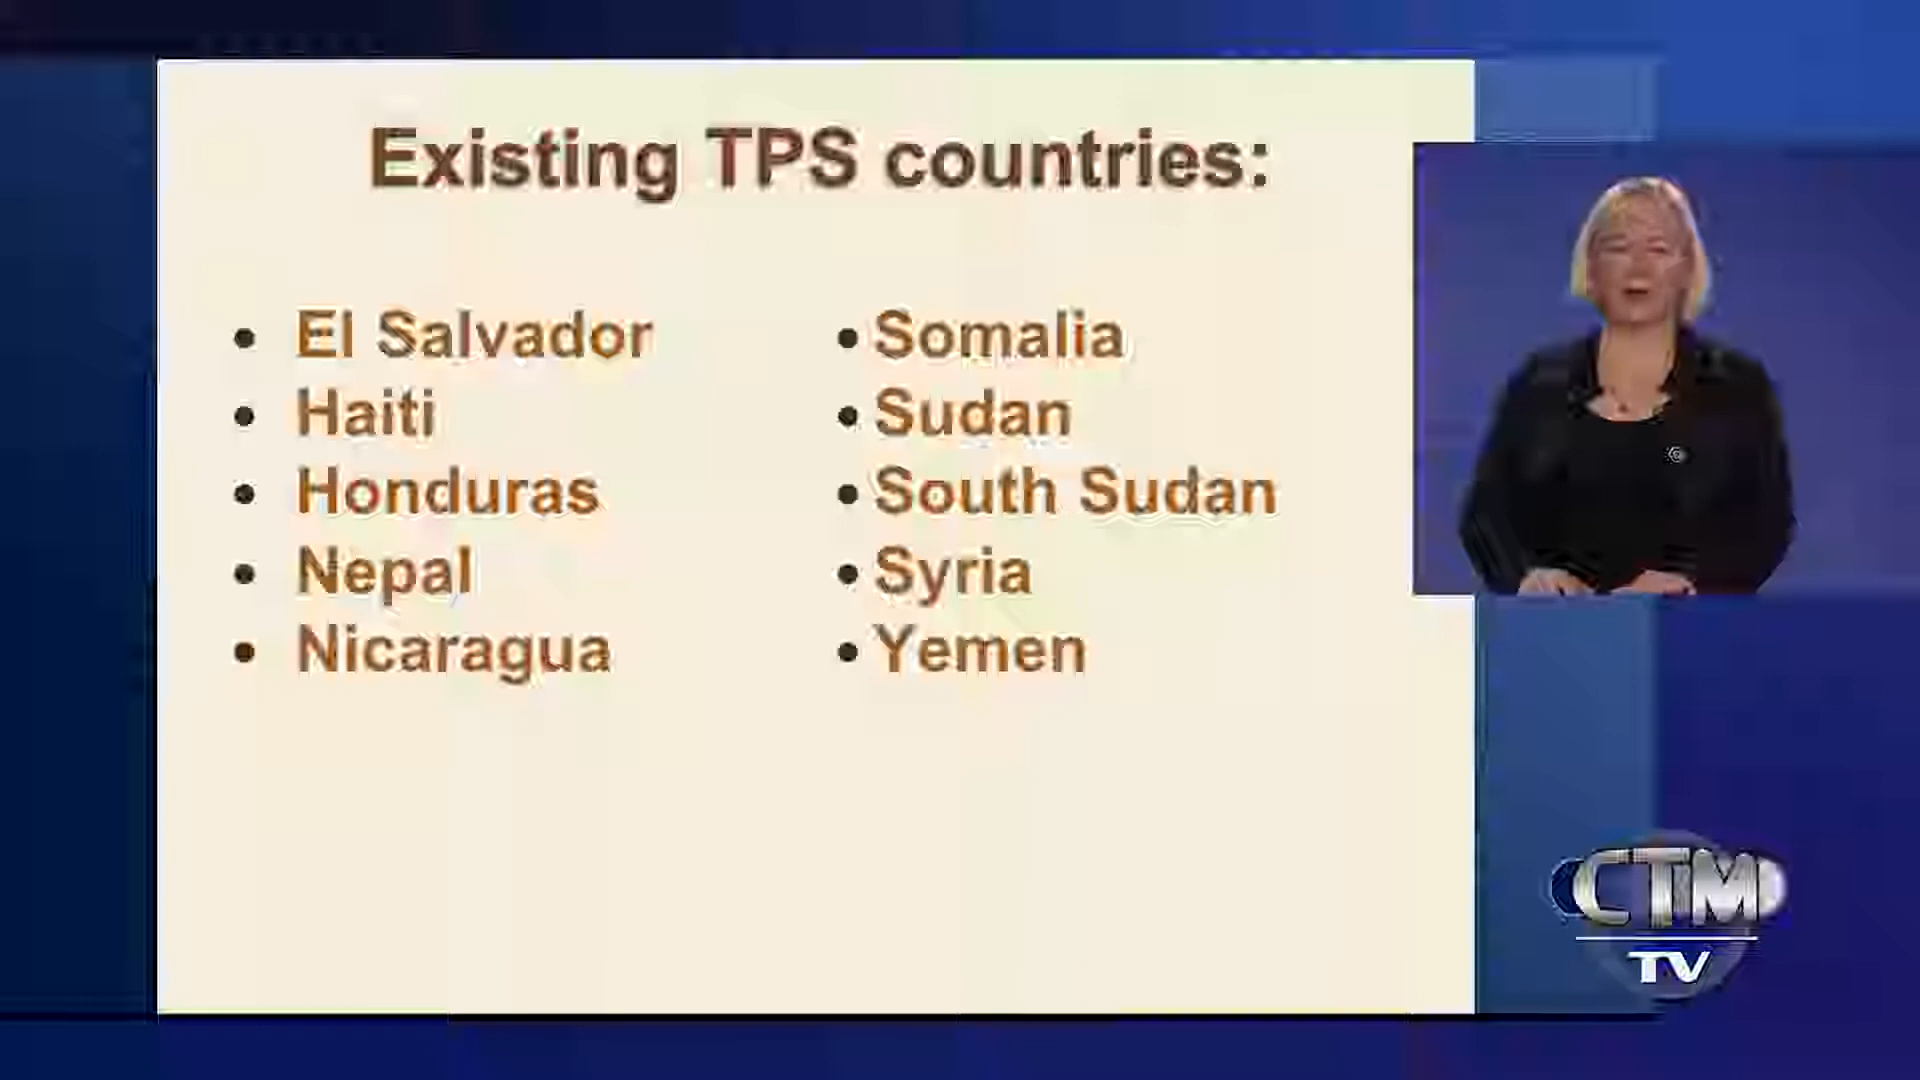 Existing TPS countries:
• El Salvador
• Haiti
• Honduras
• Nepal
• Nicaragua
• Somalia
• Sudan
• South Sudan
• Syria
• Yemen
CTM
TV